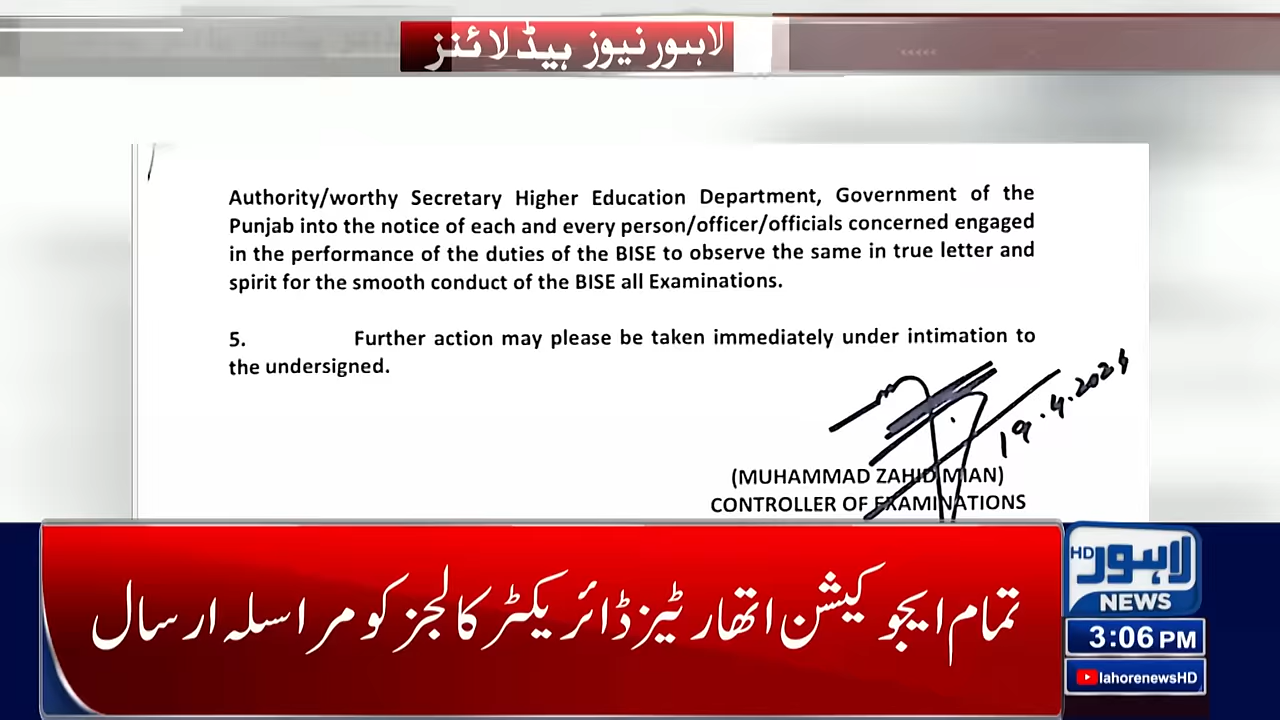 لاہور نیوز ہیڈلائنز
Authority/worthy Secretary Higher Education Department, Government of the
Punjab into the notice of each and every person/officer/officials concerned engaged
in the performance of the duties of the BISE to observe the same in true letter and
spirit for the smooth conduct of the BISE all Examinations.
5. Further action may please be taken immediately under intimation to
the undersigned.
19.4.2024
(MUHAMMAD ZAHID MIAN)
CONTROLLER OF EXAMINATIONS
تمام ایجوکیشن اتھارٹیز ڈائریکٹر کالجز کو مراسلہ ارسال
HD لاہور
NEWS
3:06 PM
lahorenewsHD